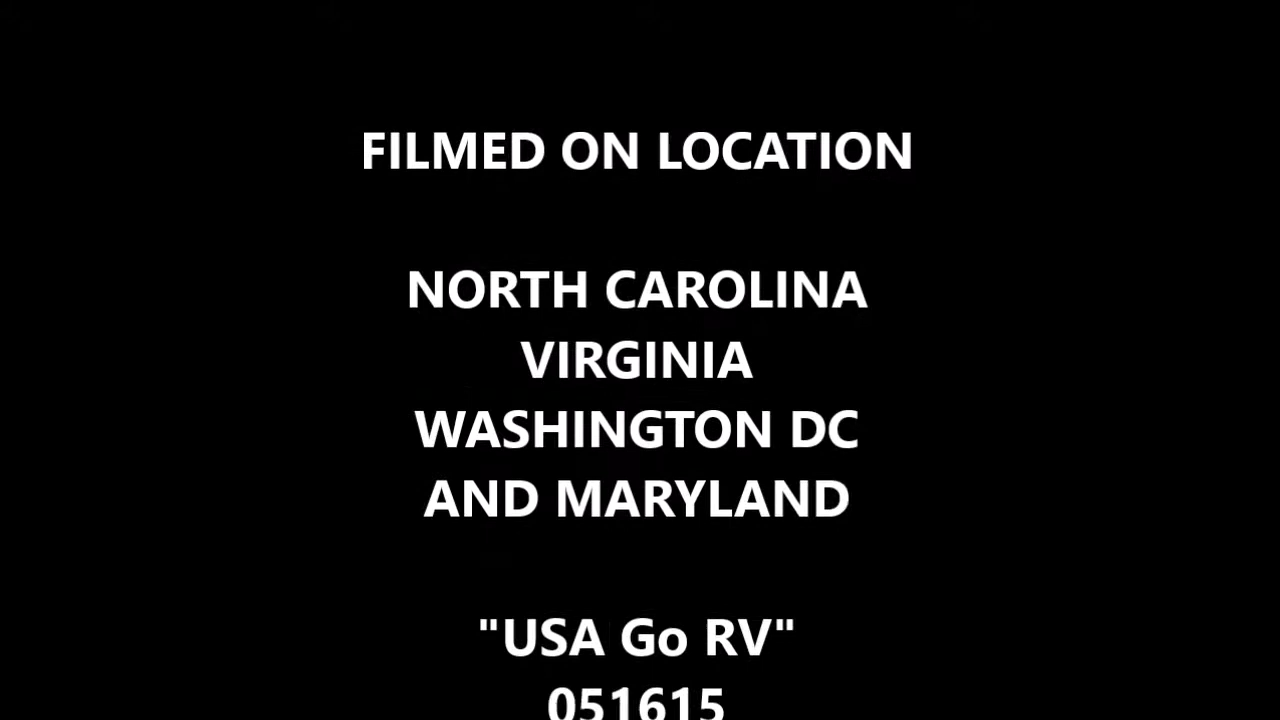 FILMED ON LOCATION
NORTH CAROLINA
VIRGINIA
WASHINGTON DC
AND MARYLAND
"USA Go RV"
051615